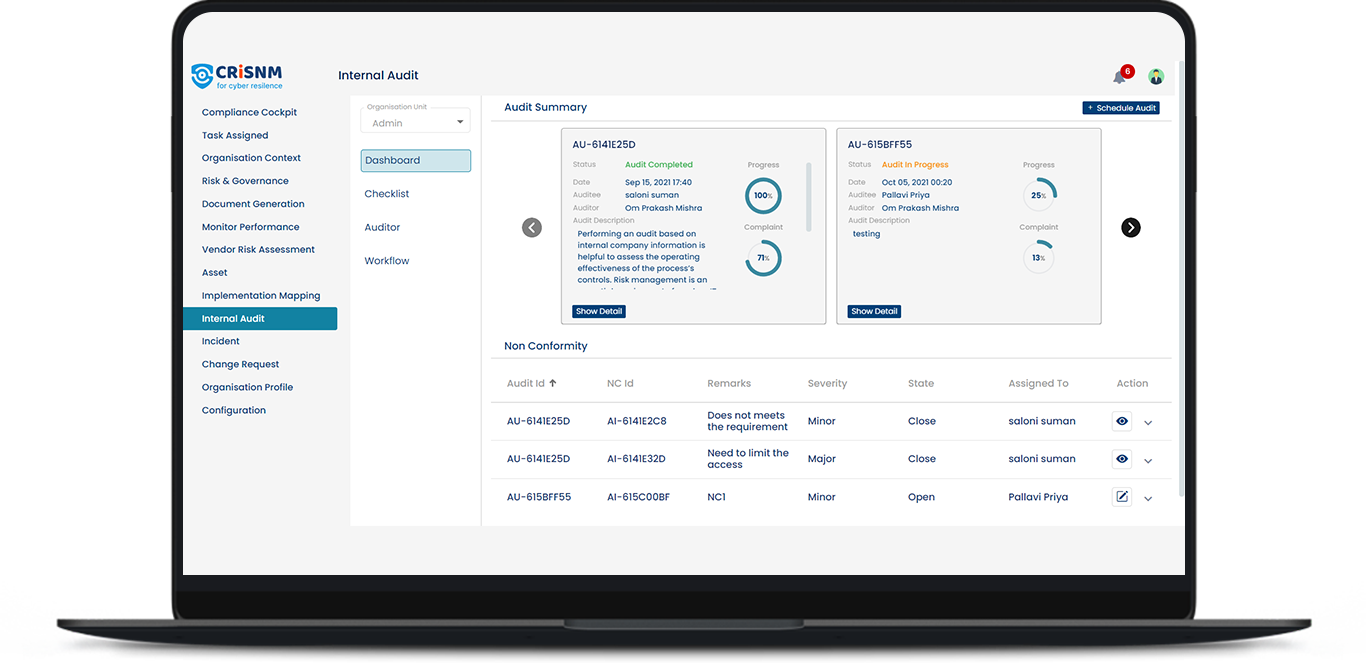 CRiSNM
for cyber resilence
Internal Audit
6
Compliance Cockpit
Task Assigned
Organisation Context
Risk & Governance
Document Generation
Monitor Performance
Vendor Risk Assessment
Asset
Implementation Mapping
Internal Audit
Incident
Change Request
Organisation Profile
Configuration
Organisation Unit
Admin
Dashboard
Checklist
Auditor
Workflow
Audit Summary
+ Schedule Audit
AU-6141E25D
Status Audit Completed
Date Sep 15, 2021 17:40
Auditee saloni suman
Auditor Om Prakash Mishra
Audit Description
Performing an audit based on
internal company information is
helpful to assess the operating
effectiveness of the process's
controls. Risk management is an
Progress
100%
Complaint
71%
Show Detail
AU-615BFF55
Status Audit In Progress
Date Oct 05, 2021 00:20
Auditee Pallavi Priya
Auditor Om Prakash Mishra
Audit Description
testing
Progress
25%
Complaint
13%
Show Detail
Non Conformity
Audit Id NC Id Remarks Severity State Assigned To Action
AU-6141E25D AI-6141E2C8 Does not meets
the requirement Minor Close saloni suman
AU-6141E25D AI-6141E32D Need to limit the
access Major Close saloni suman
AU-615BFF55 AI-615C00BF NC1 Minor Open Pallavi Priya